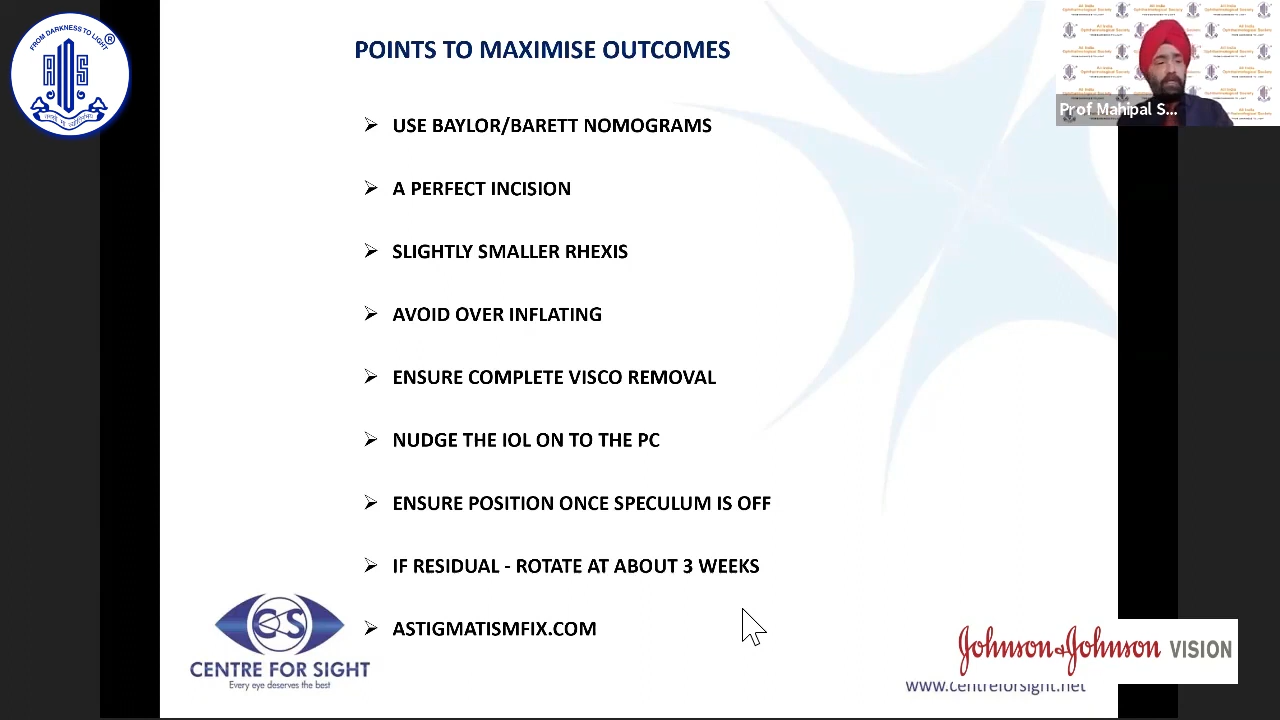 FROM DARKNESS TO LIGHT
AIOS
POINTS TO MAXIMISE OUTCOMES
Prof Mahipal S...
USE BAYLOR/BARETT NOMOGRAMS
A PERFECT INCISION
SLIGHTLY SMALLER RHEXIS
AVOID OVER INFLATING
ENSURE COMPLETE VISCO REMOVAL
NUDGE THE IOL ON TO THE PC
ENSURE POSITION ONCE SPECULUM IS OFF
IF RESIDUAL - ROTATE AT ABOUT 3 WEEKS
ASTIGMATISMFIX.COM
CFS
CENTRE FOR SIGHT
Every eye deserves the best
Johnson & Johnson VISION
www.centreforsight.net